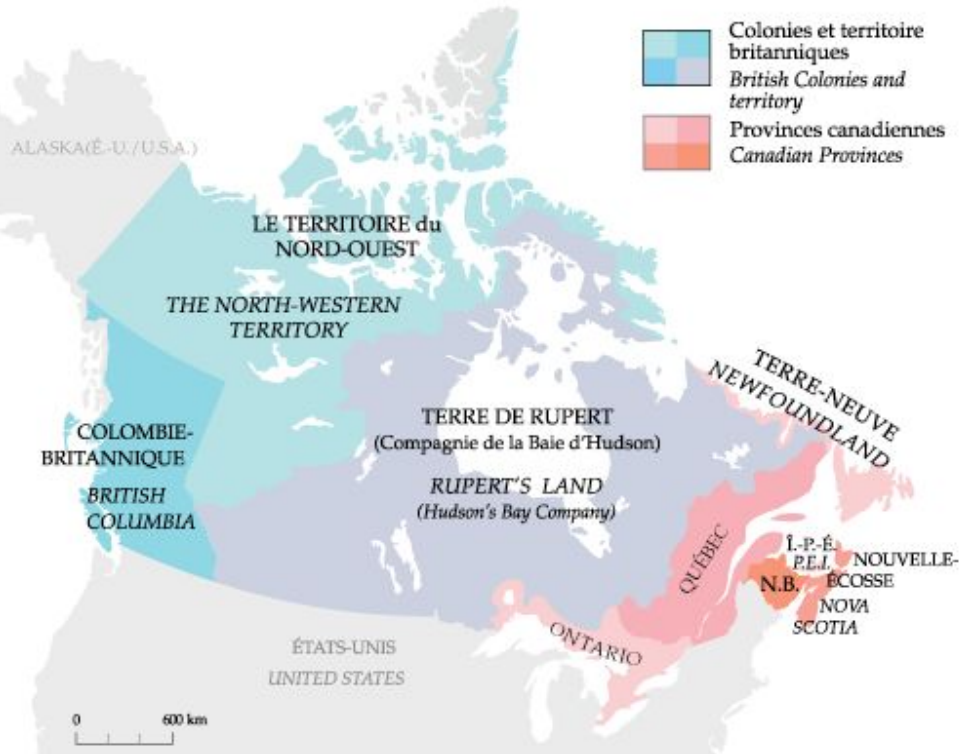 Colonies et territoire
britanniques
British Colonies and
territory
Provinces canadiennes
Canadian Provinces
ALASKA(É.-U./U.S.A.)
LE TERRITOIRE du
NORD-OUEST
THE NORTH-WESTERN
TERRITORY
TERRE-NEUVE
NEWFOUNDLAND
COLOMBIE-
BRITANNIQUE
BRITISH
COLUMBIA
TERRE DE RUPERT
(Compagnie de la Baie d'Hudson)
RUPERT'S LAND
(Hudson's Bay Company)
QUÉBEC
Î.-P.-É.
P.E.I.
NOUVELLE-
ÉCOSSE
N.B.
NOVA
SCOTIA
ONTARIO
ÉTATS-UNIS
UNITED STATES
0 600 km